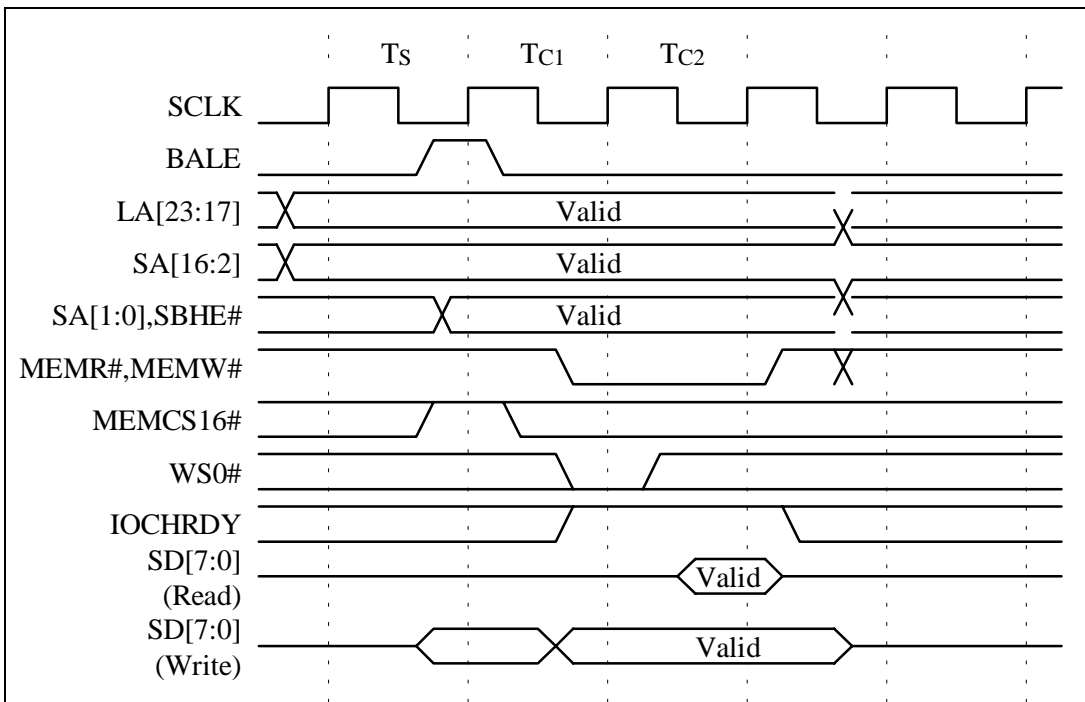 TS TC1 TC2
SCLK
BALE
LA[23:17] Valid
SA[16:2] Valid
SA[1:0],SBHE# Valid
MEMR#,MEMW#
MEMCS16#
WS0#
IOCHRDY
SD[7:0]
(Read) Valid
SD[7:0]
(Write) Valid